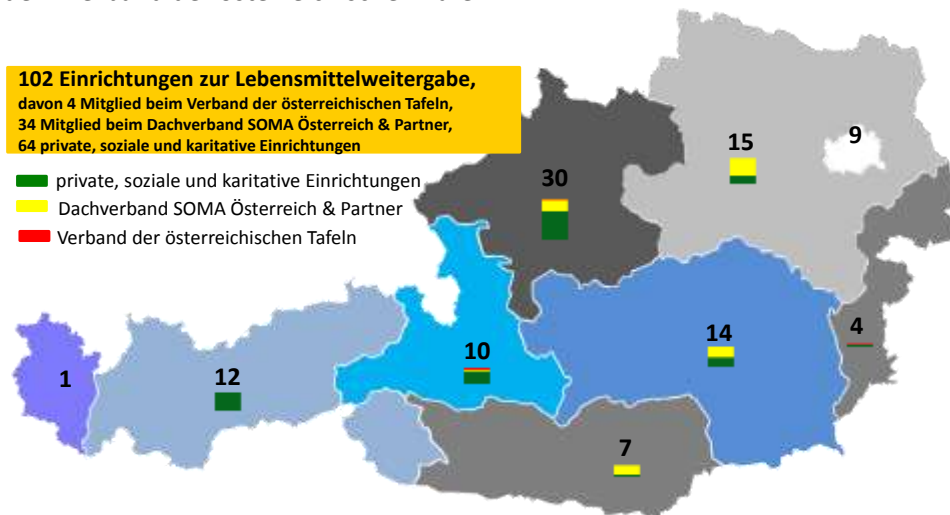 102 Einrichtungen zur Lebensmittelweitergabe,
davon 4 Mitglied beim Verband der österreichischen Tafeln,
34 Mitglied beim Dachverband SOMA Österreich & Partner,
64 private, soziale und karitative Einrichtungen
private, soziale und karitative Einrichtungen
Dachverband SOMA Österreich & Partner
Verband der österreichischen Tafeln
15
9
30
4
14
10
12
1
7